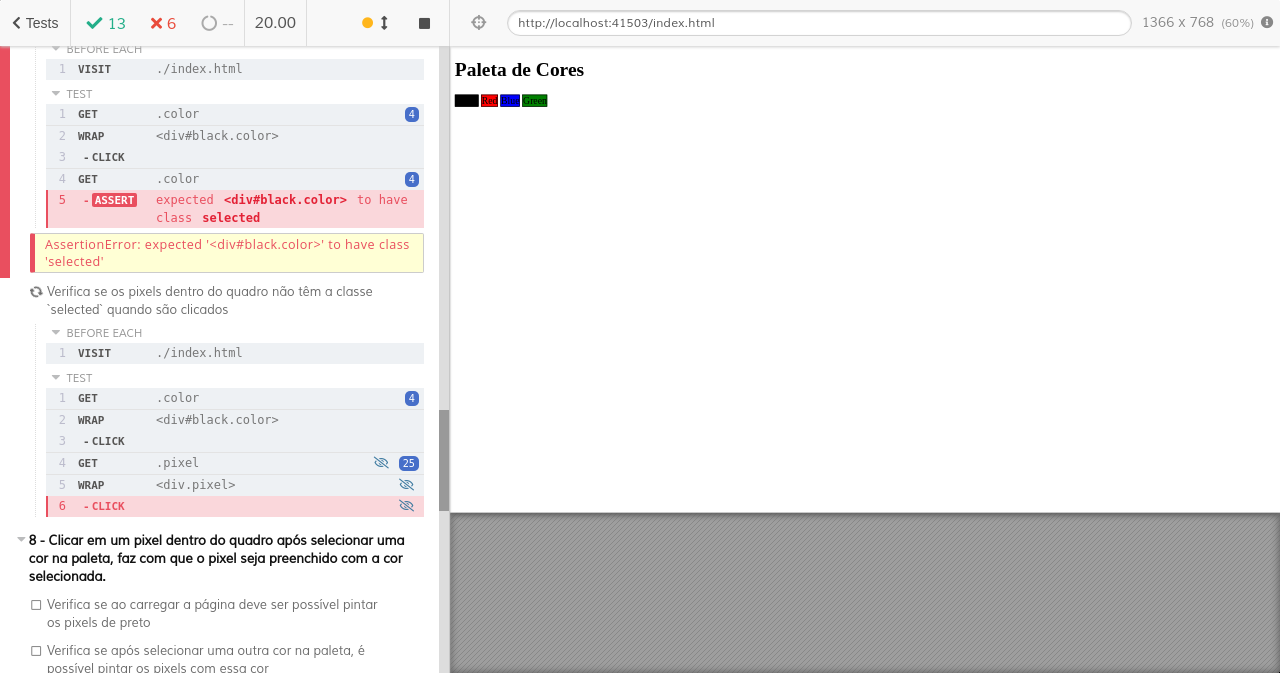 Tests 13 6 -- 20.00
http://localhost:41503/index.html 1366 x 768 (60%)
BEFORE EACH
1 VISIT ./index.html
TEST
1 GET .color 4
2 WRAP <div#black.color>
3 -CLICK
4 GET .color 4
5 -ASSERT expected <div#black.color> to have
class selected
AssertionError: expected '<div#black.color>' to have class
'selected'
Verifica se os pixels dentro do quadro não têm a classe
`selected` quando são clicados
BEFORE EACH
1 VISIT ./index.html
TEST
1 GET .color 4
2 WRAP <div#black.color>
3 -CLICK
4 GET .pixel 25
5 WRAP <div.pixel>
6 -CLICK
8 - Clicar em um pixel dentro do quadro após selecionar uma
cor na paleta, faz com que o pixel seja preenchido com a cor
selecionada.
Verifica se ao carregar a página deve ser possível pintar
os pixels de preto
Verifica se após selecionar uma outra cor na paleta, é
possível pintar os pixels com essa cor
Paleta de Cores
Red Blue Green